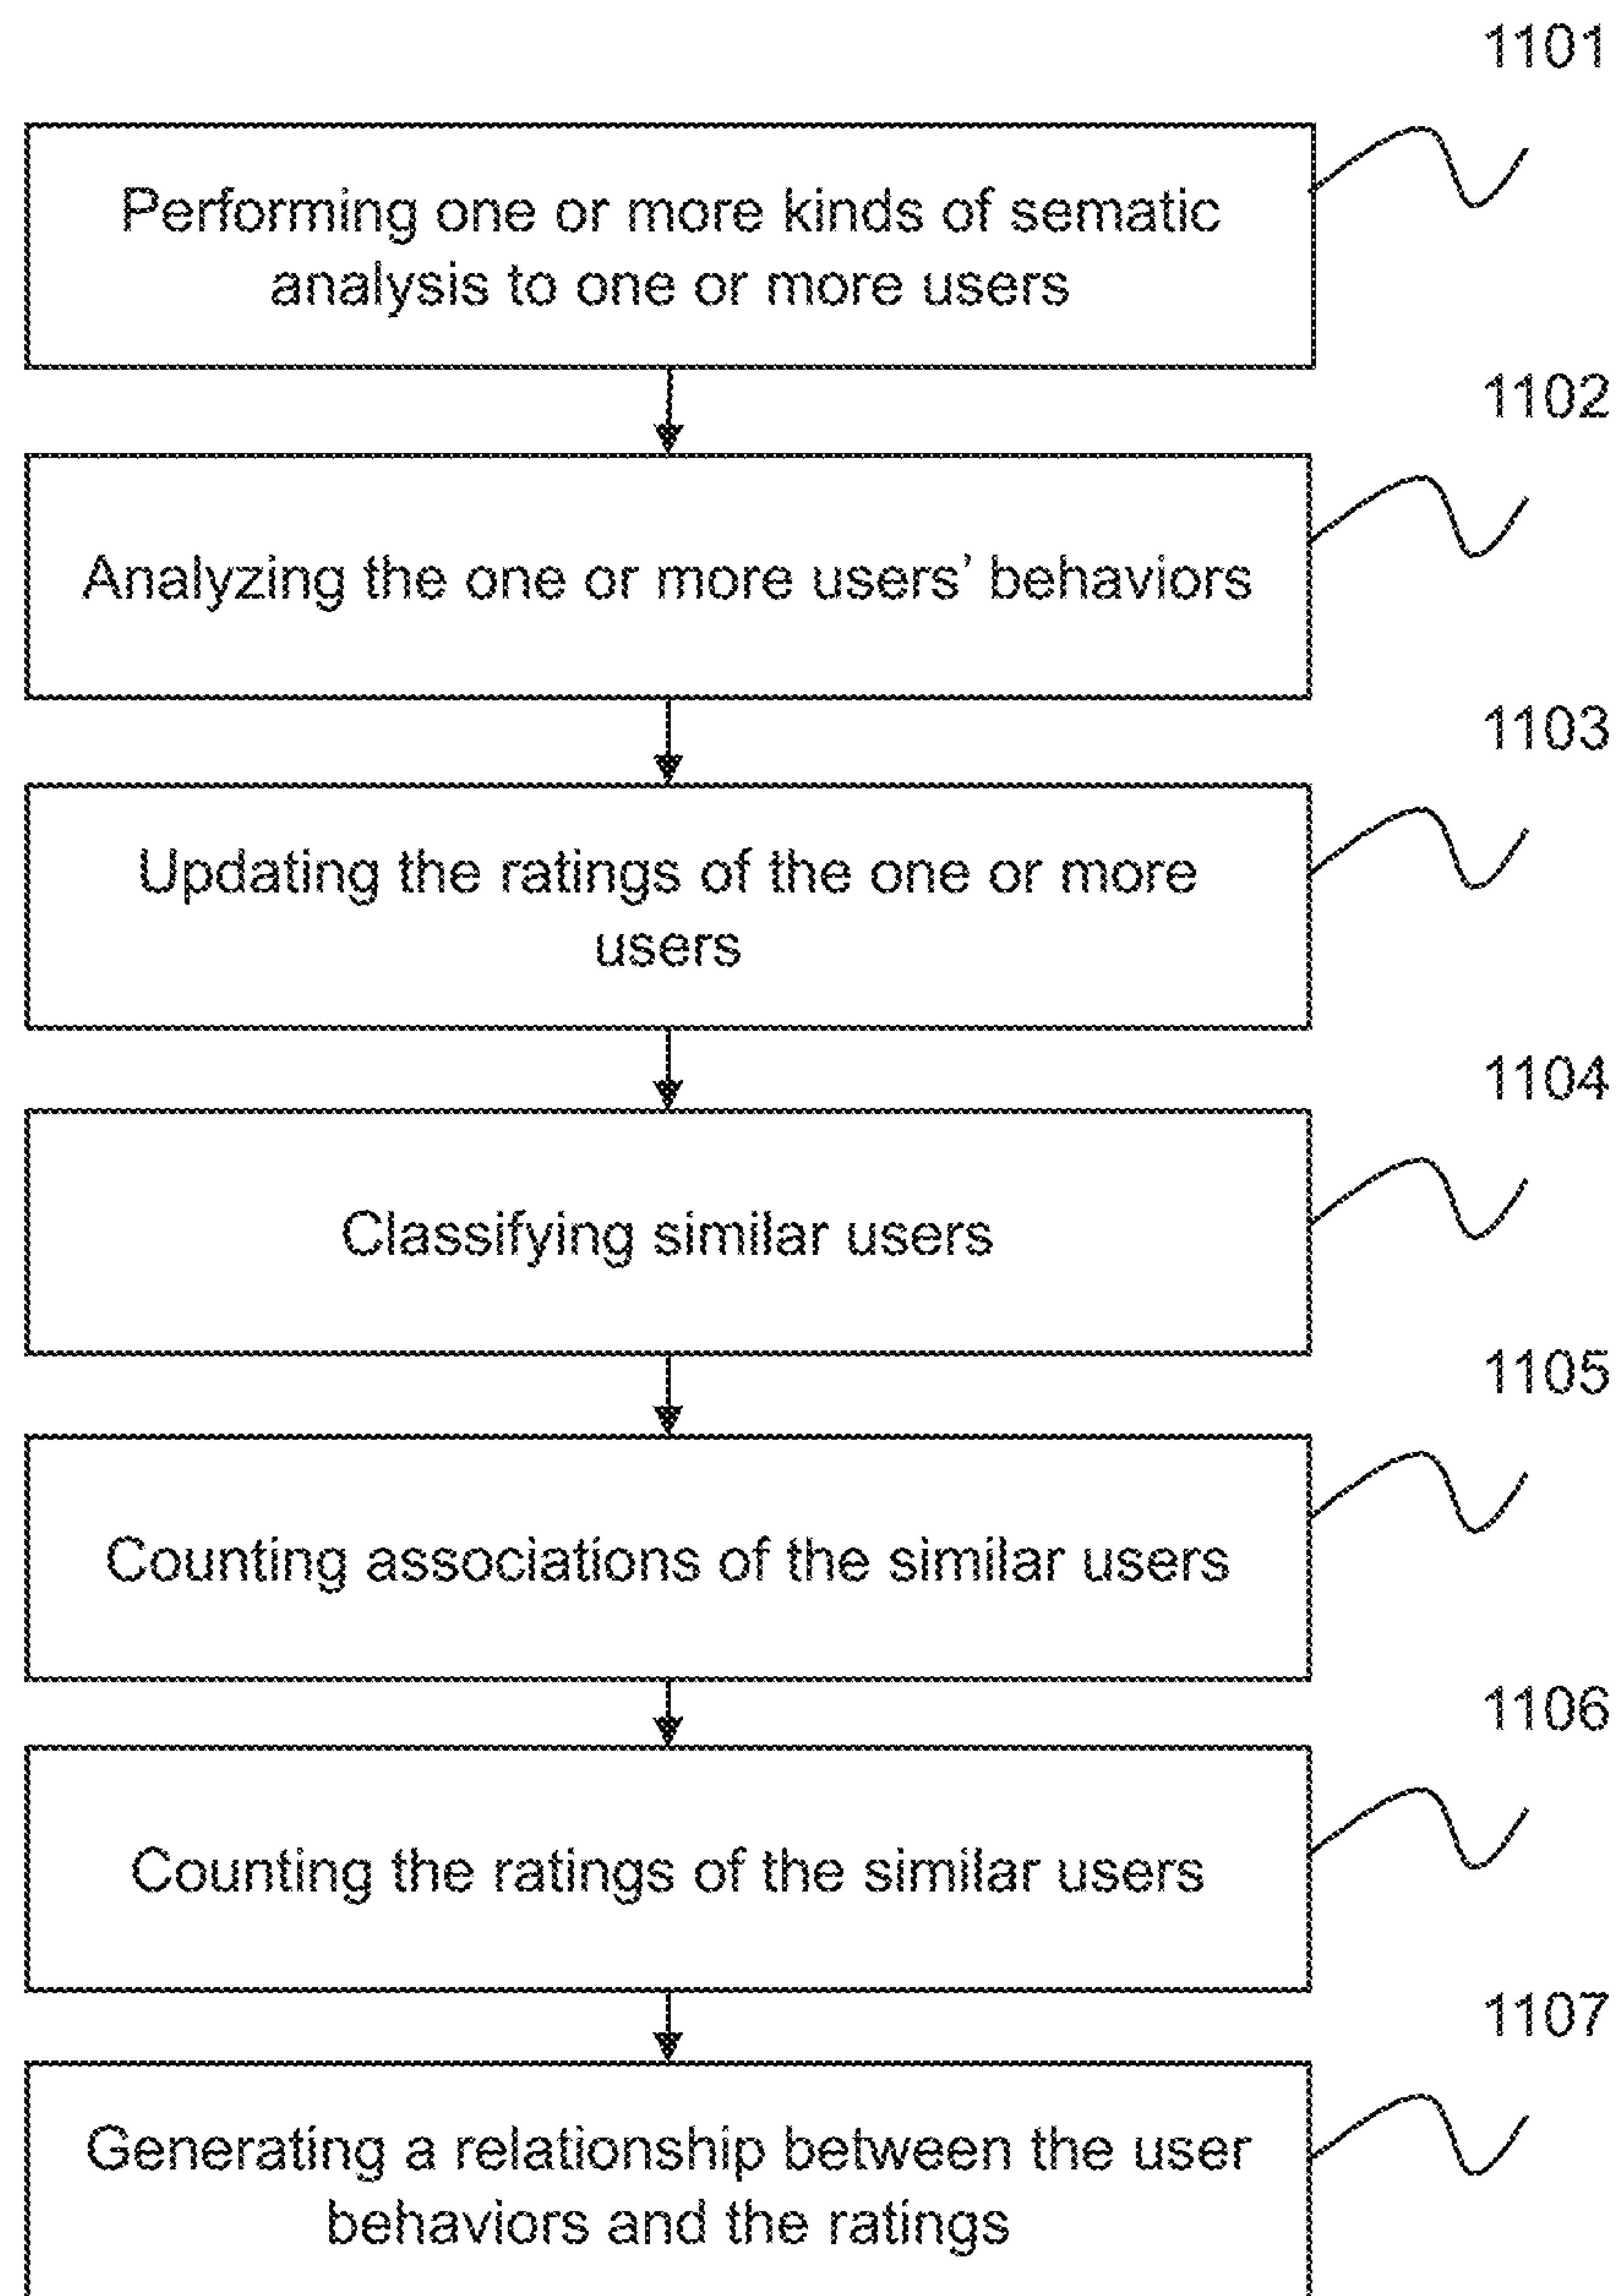 1101
Performing one or more kinds of sematic
analysis to one or more users
1102
Analyzing the one or more users’ behaviors
1103
Updating the ratings of the one or more
users
1104
Classifying similar users
1105
Counting associations of the similar users
1106
Counting the ratings of the similar users
1107
Generating a relationship between the user
behaviors and the ratings